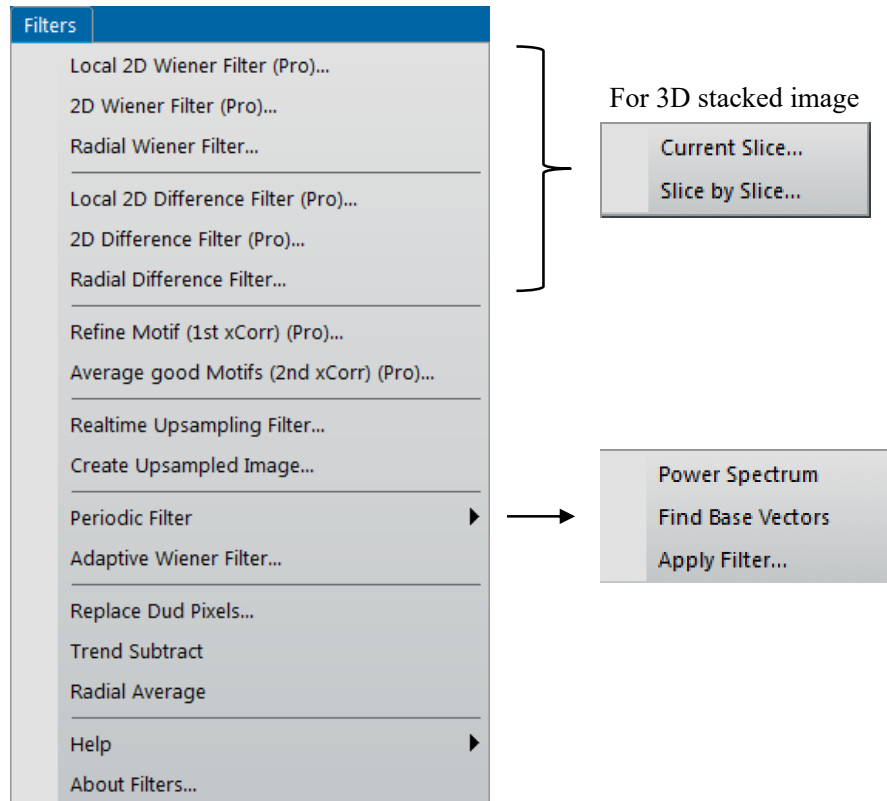 Filters
Local 2D Wiener Filter (Pro)...
2D Wiener Filter (Pro)...
Radial Wiener Filter...
Local 2D Difference Filter (Pro)...
2D Difference Filter (Pro)...
Radial Difference Filter...
Refine Motif (1st xCorr) (Pro)...
Average good Motifs (2nd xCorr) (Pro)...
Realtime Upsampling Filter...
Create Upsampled Image...
Periodic Filter
Adaptive Wiener Filter...
Replace Dud Pixels...
Trend Subtract
Radial Average
Help
About Filters...
For 3D stacked image
Current Slice...
Slice by Slice...
Power Spectrum
Find Base Vectors
Apply Filter...